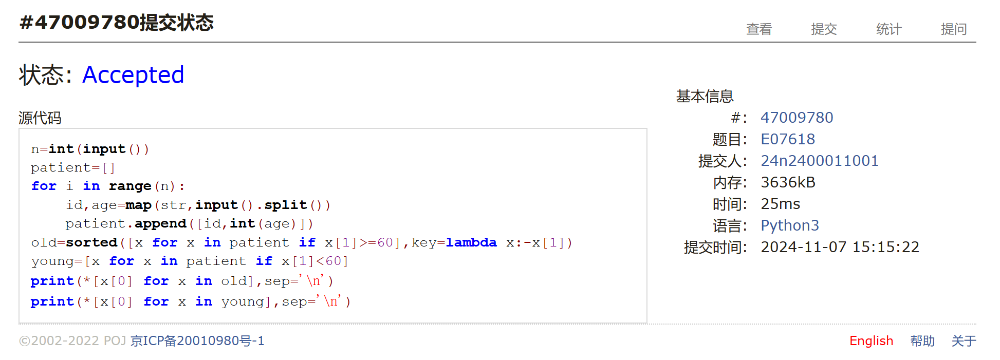 #47009780提交状态
查看 提交 统计 提问
状态: Accepted
源代码
n=int(input())
patient=[]
for i in range(n):
    id,age=map(str,input().split())
    patient.append([id,int(age)])
old=sorted([x for x in patient if x[1]>=60],key=lambda x:-x[1])
young=[x for x in patient if x[1]<60]
print(*[x[0] for x in old],sep='\n')
print(*[x[0] for x in young],sep='\n')
基本信息
#: 47009780
题目: E07618
提交人: 24n2400011001
内存: 3636kB
时间: 25ms
语言: Python3
提交时间: 2024-11-07 15:15:22
©2002-2022 POJ 京ICP备20010980号-1
English 帮助 关于